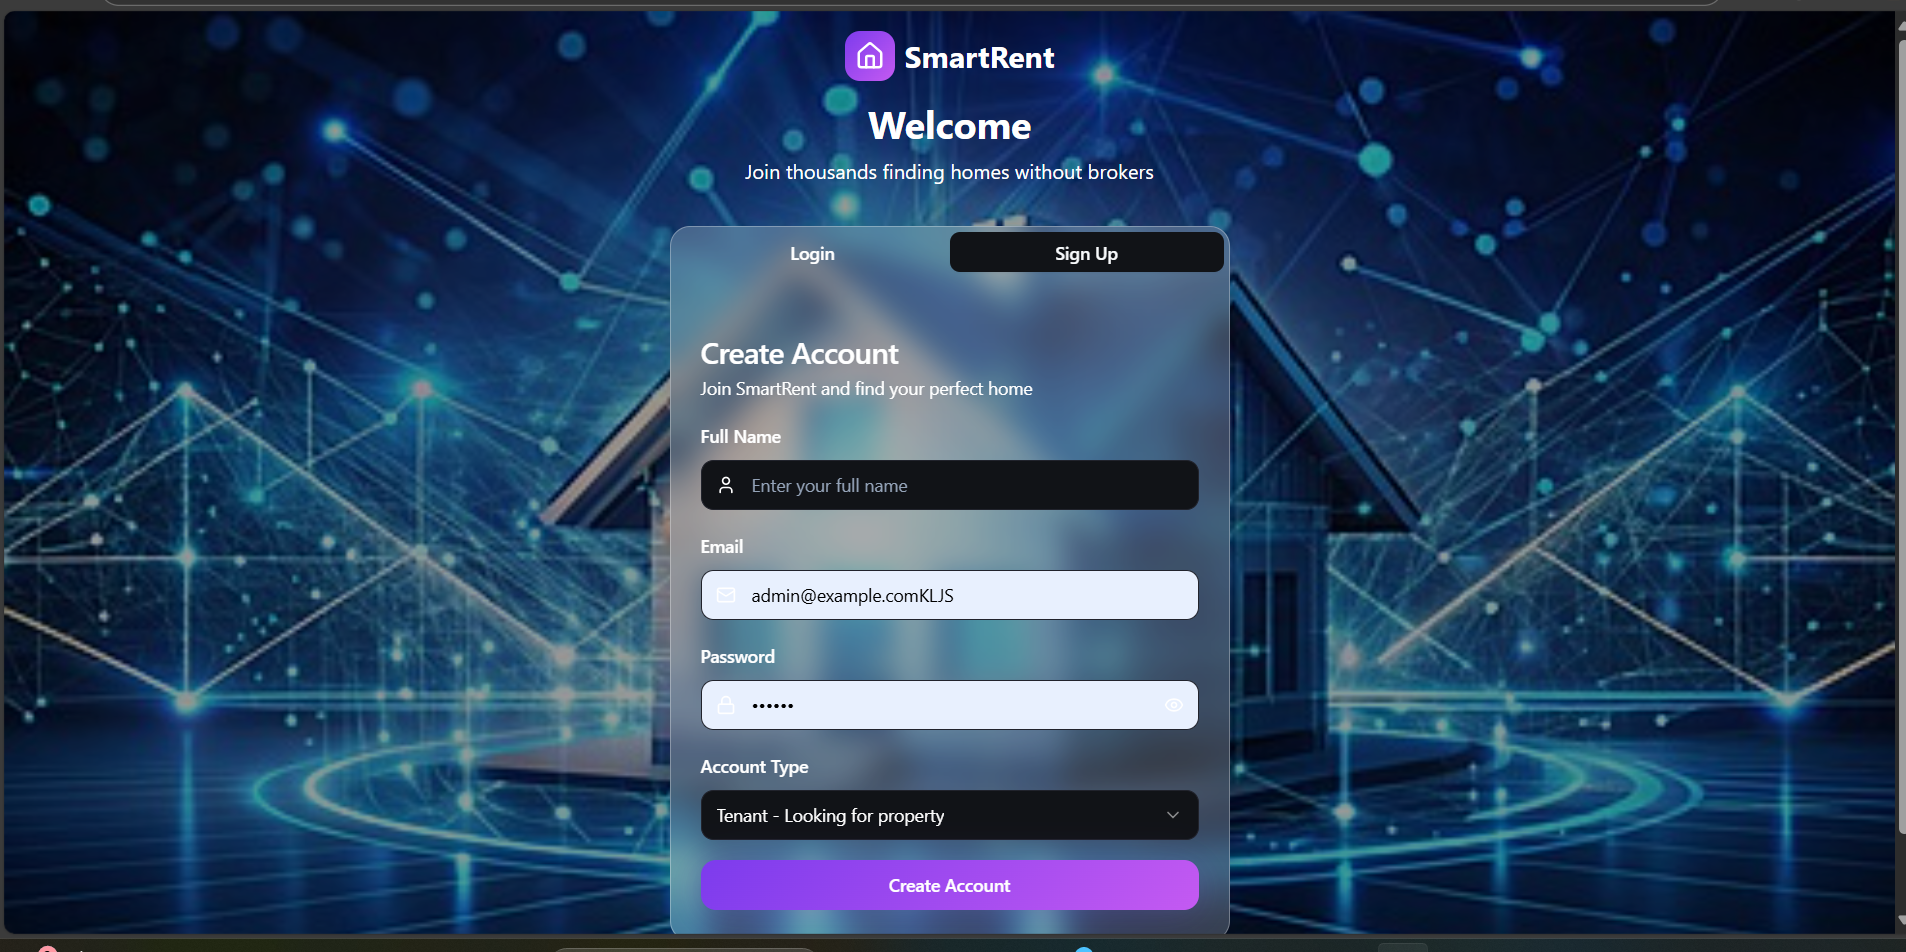 SmartRent
Welcome
Join thousands finding homes without brokers
Login
Sign Up
Create Account
Join SmartRent and find your perfect home
Full Name
Enter your full name
Email
admin@example.comKLJS
Password
••••••
Account Type
Tenant - Looking for property
Create Account